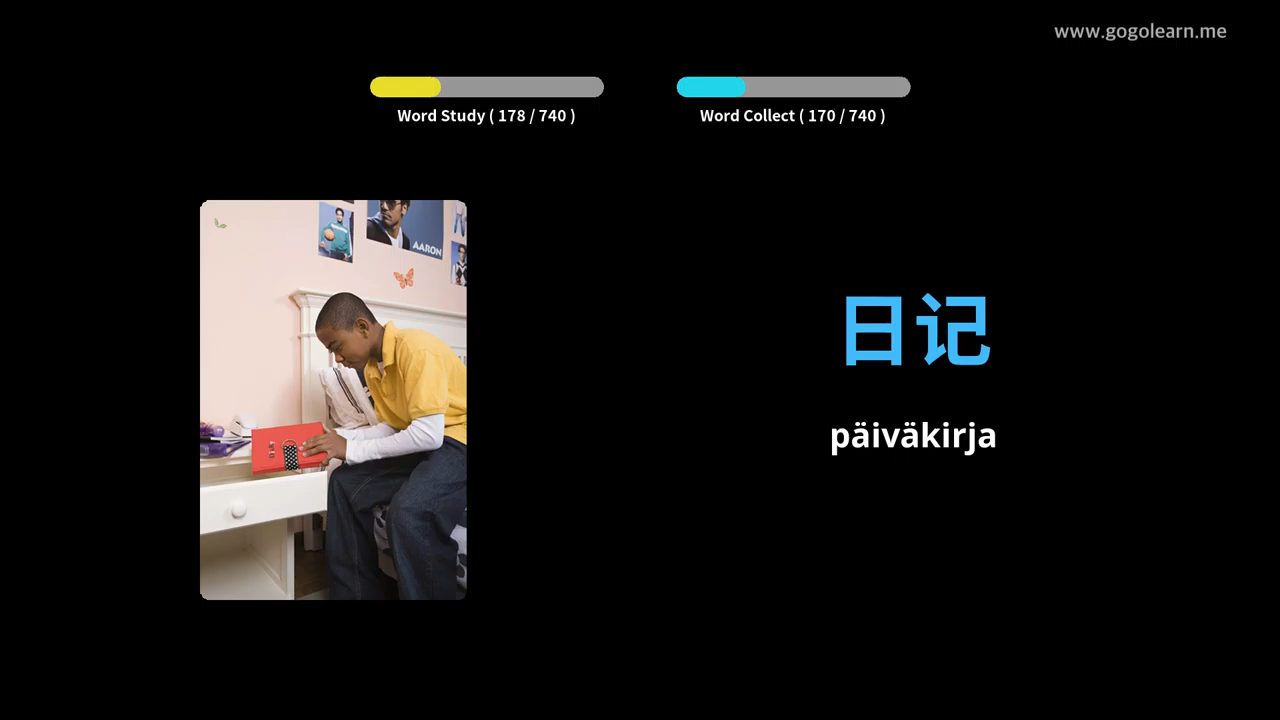 www.gogolearn.me
Word Study ( 178 / 740 )
Word Collect ( 170 / 740 )
AARON
日记
päiväkirja